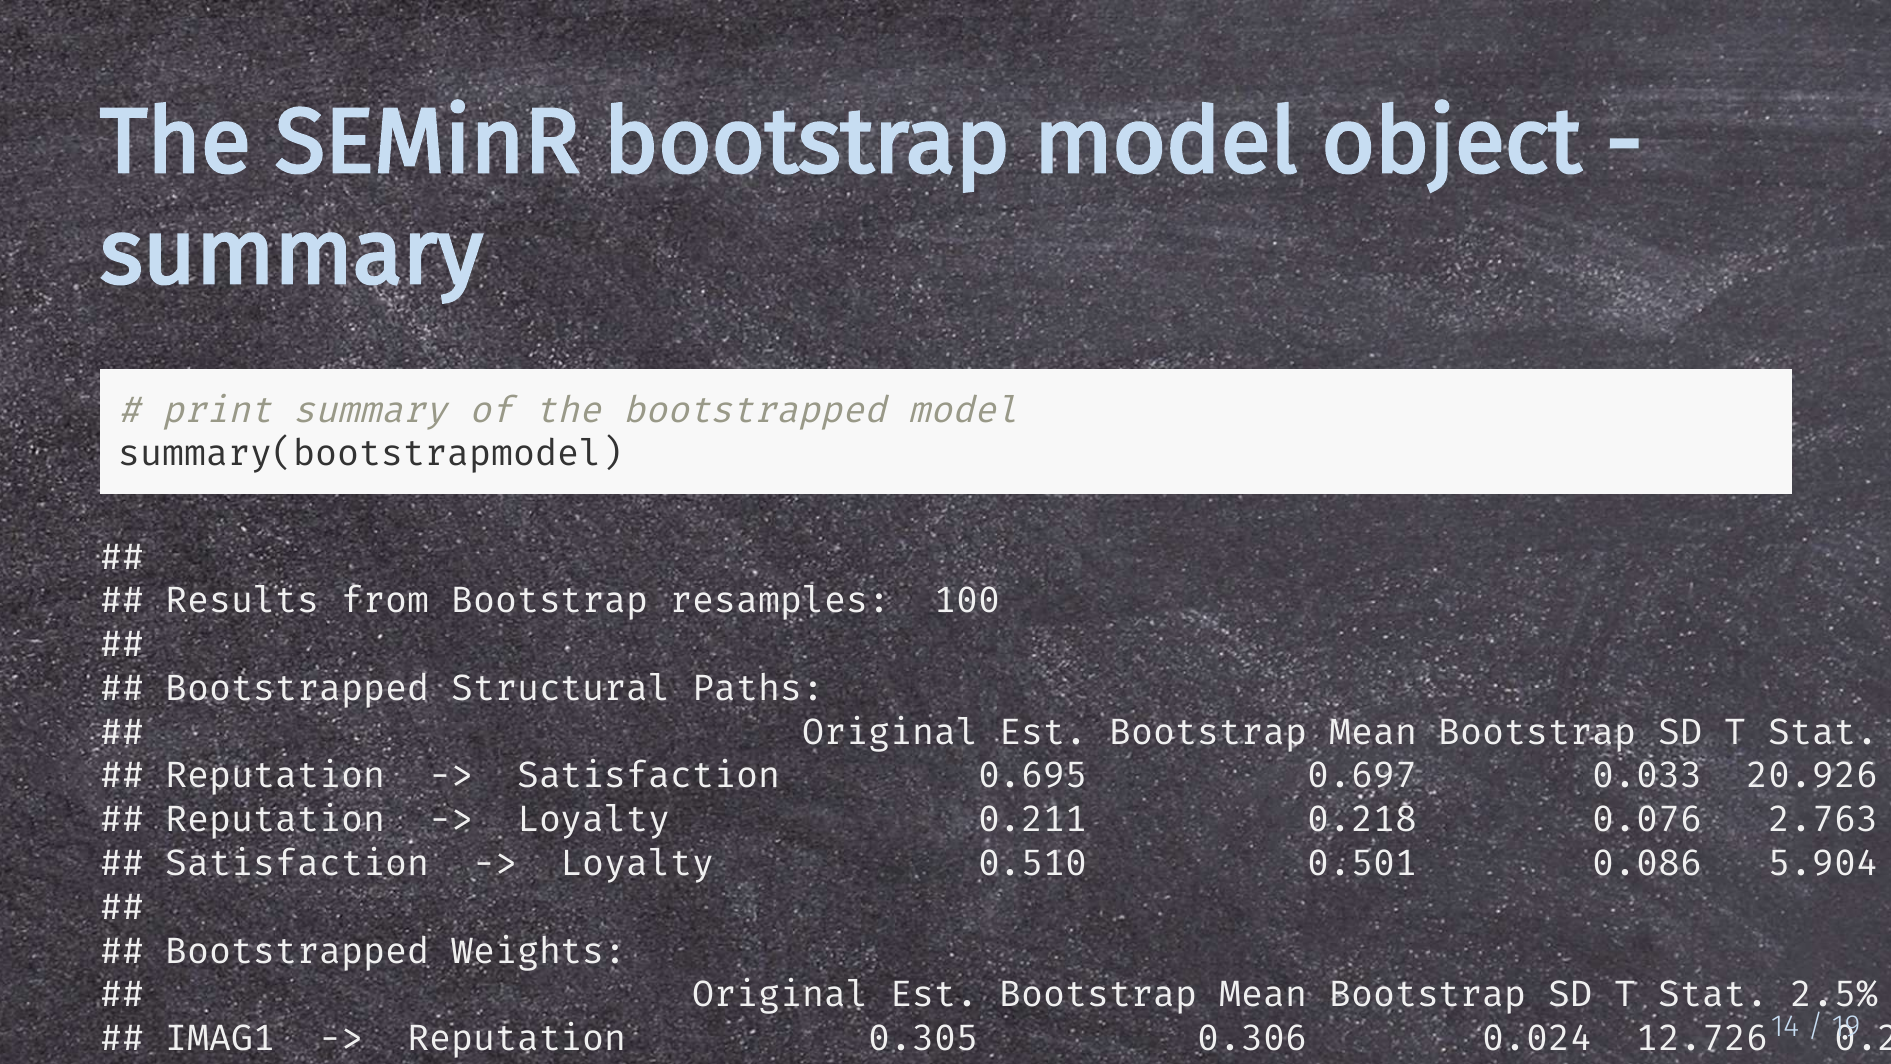 The SEMinR bootstrap model object -
summary
# print summary of the bootstrapped model
summary(bootstrapmodel)
##
## Results from Bootstrap resamples:  100
##
## Bootstrapped Structural Paths:
##                              Original Est. Bootstrap Mean Bootstrap SD T Stat.
## Reputation  ->  Satisfaction         0.695          0.697        0.033  20.926
## Reputation  ->  Loyalty              0.211          0.218        0.076   2.763
## Satisfaction  ->  Loyalty            0.510          0.501        0.086   5.904
##
## Bootstrapped Weights:
##                         Original Est. Bootstrap Mean Bootstrap SD T Stat. 2.5%
## IMAG1  ->  Reputation           0.305          0.306        0.024  12.726
14 / 19